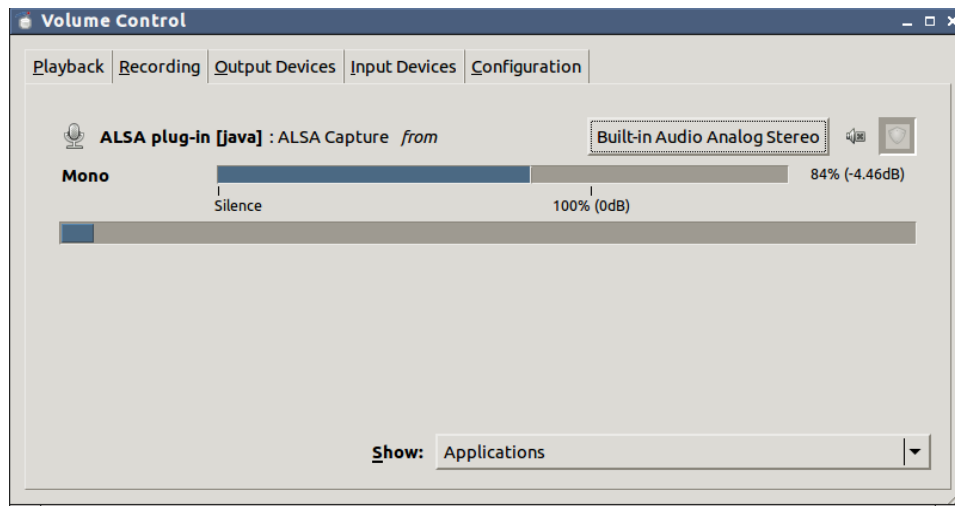 Volume Control
Playback Recording Output Devices Input Devices Configuration
ALSA plug-in [java] : ALSA Capture from Built-in Audio Analog Stereo
Mono 84% (-4.46dB)
Silence 100% (0dB)
Show: Applications